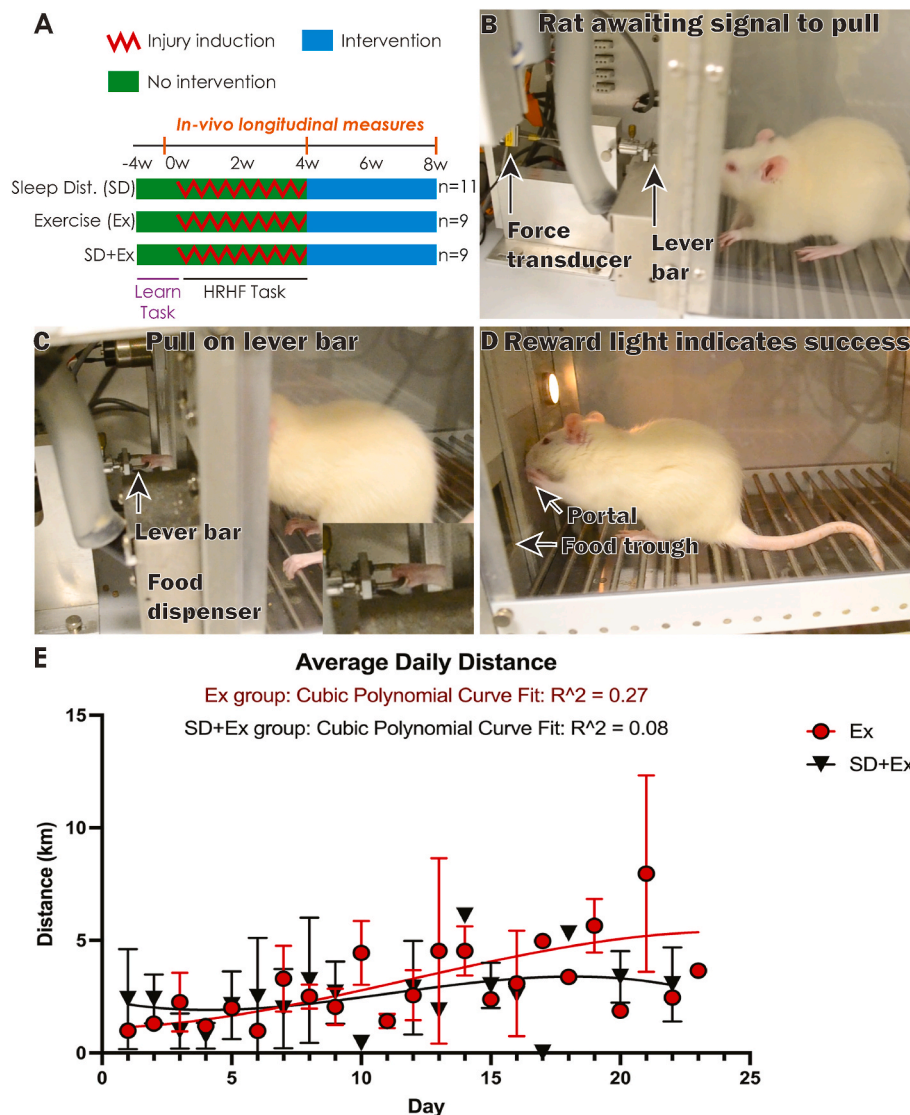 A
Injury induction
Intervention
No intervention
In-vivo longitudinal measures
-4w 0w 2w 4w 6w 8w
Sleep Dist. (SD) n=11
Exercise (Ex) n=9
SD+Ex n=9
Learn Task
HRHF Task
B Rat awaiting signal to pull
Force transducer
Lever bar
C Pull on lever bar
Lever bar
Food dispenser
D Reward light indicates success
Portal
Food trough
E
Average Daily Distance
Ex group: Cubic Polynomial Curve Fit: R^2 = 0.27
SD+Ex group: Cubic Polynomial Curve Fit: R^2 = 0.08
Ex
SD+Ex
Distance (km)
15
10
5
0
0 5 10 15 20 25
Day